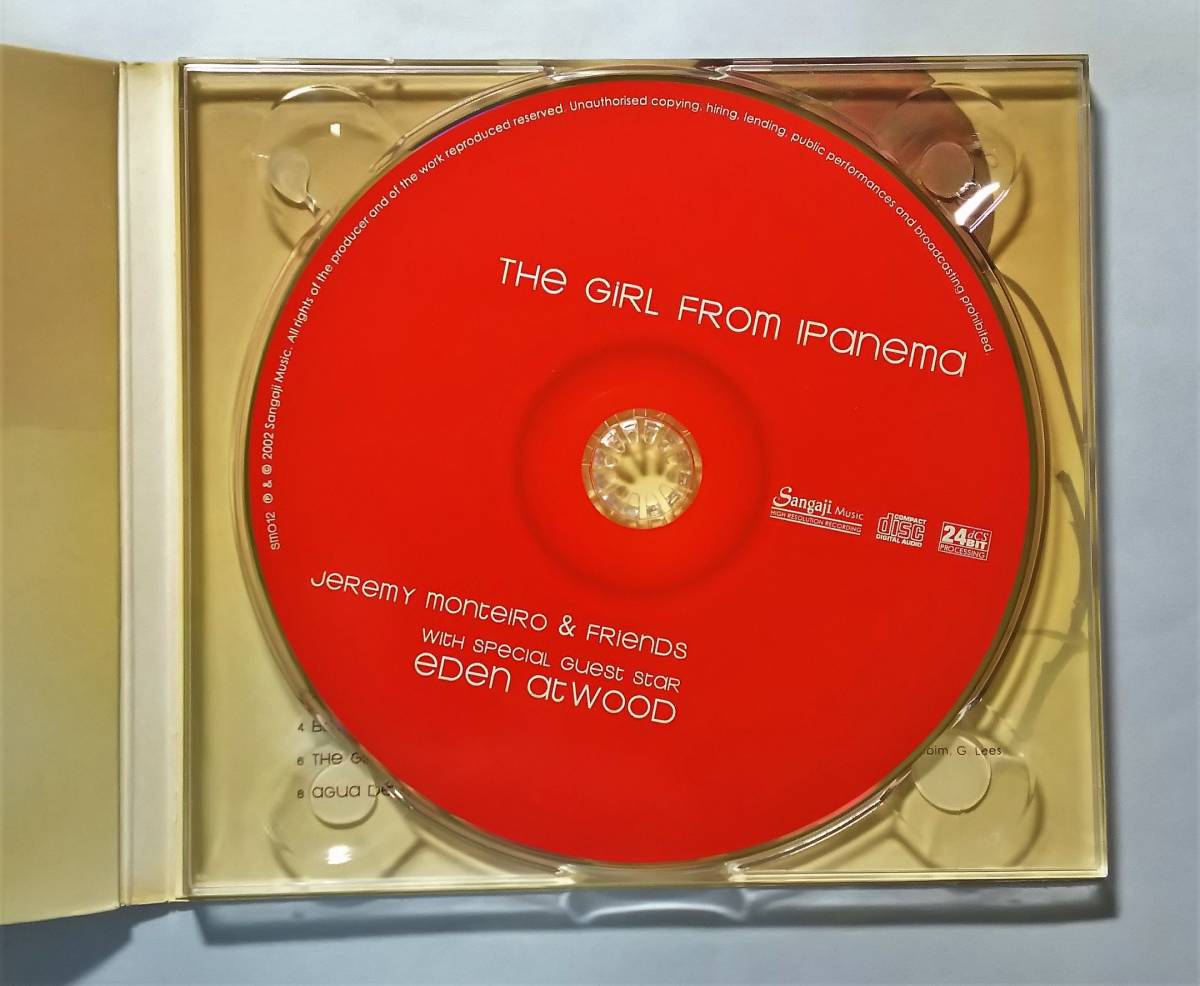 SM012 ℗ & © 2002 Sangaji Music. All rights of the producer and of the work reproduced reserved. Unauthorised copying, hiring, lending, public performances and broadcasting prohibited.
THE GIRL FROM IPANEMA
Sangaji Music
HIGH RESOLUTION RECORDING
COMPACT
disc
DIGITAL AUDIO
24 dCS
BIT
PROCESSING
JEREMY MONTEIRO & FRIENDS
WITH SPECIAL GUEST STAR
EDEN ATWOOD
4
6 THE
G. Lees
8 AGUA DE